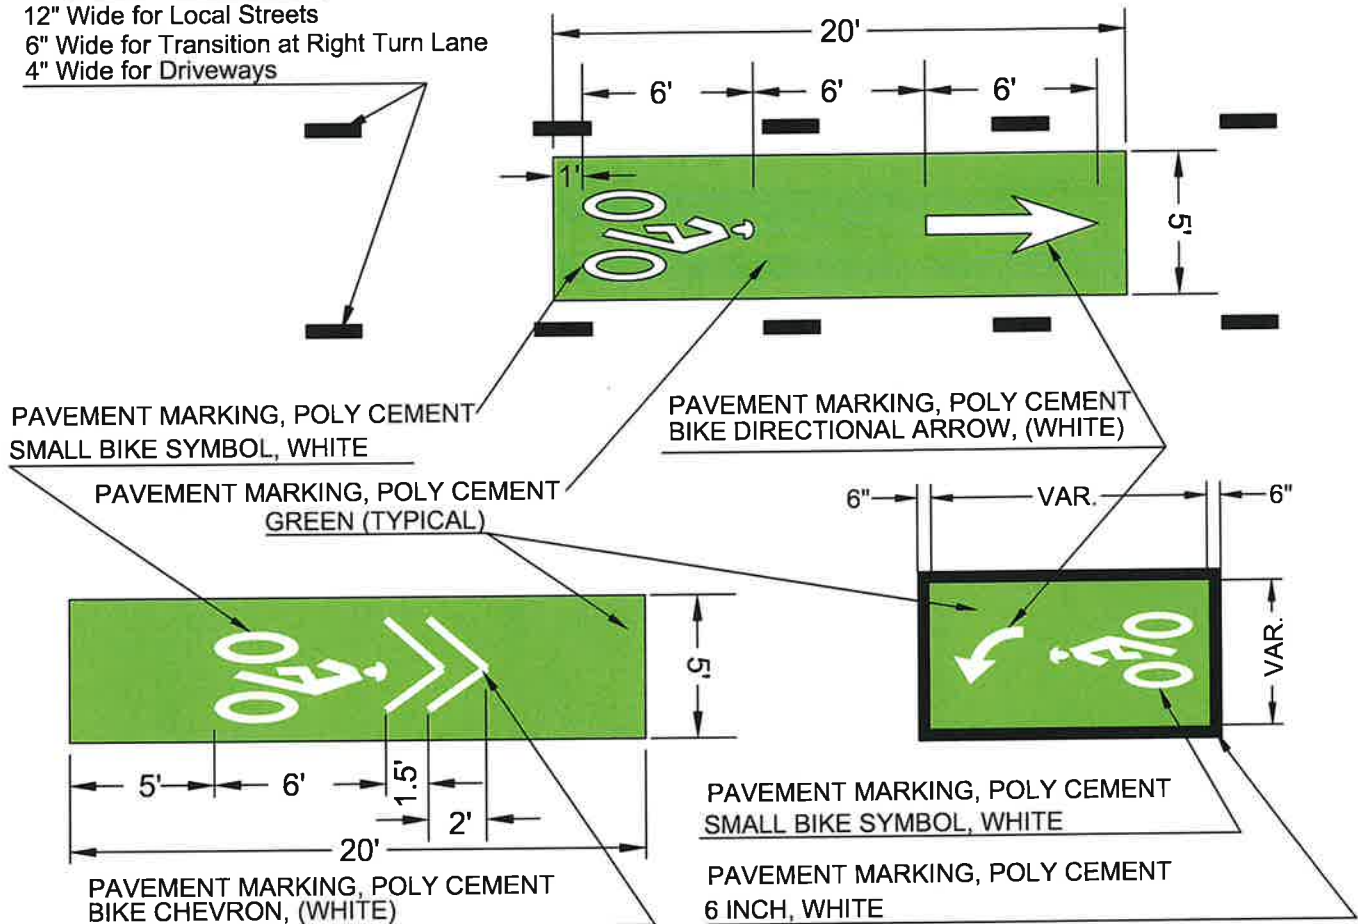 12" Wide for Local Streets
6" Wide for Transition at Right Turn Lane
4" Wide for Driveways
20'
6'
6'
6'
1'
5'
PAVEMENT MARKING, POLY CEMENT
SMALL BIKE SYMBOL, WHITE
PAVEMENT MARKING, POLY CEMENT
BIKE DIRECTIONAL ARROW, (WHITE)
PAVEMENT MARKING, POLY CEMENT
GREEN (TYPICAL)
6"
VAR.
6"
VAR.
5'
5'
6'
1.5'
2'
20'
PAVEMENT MARKING, POLY CEMENT
BIKE CHEVRON, (WHITE)
PAVEMENT MARKING, POLY CEMENT
SMALL BIKE SYMBOL, WHITE
PAVEMENT MARKING, POLY CEMENT
6 INCH, WHITE